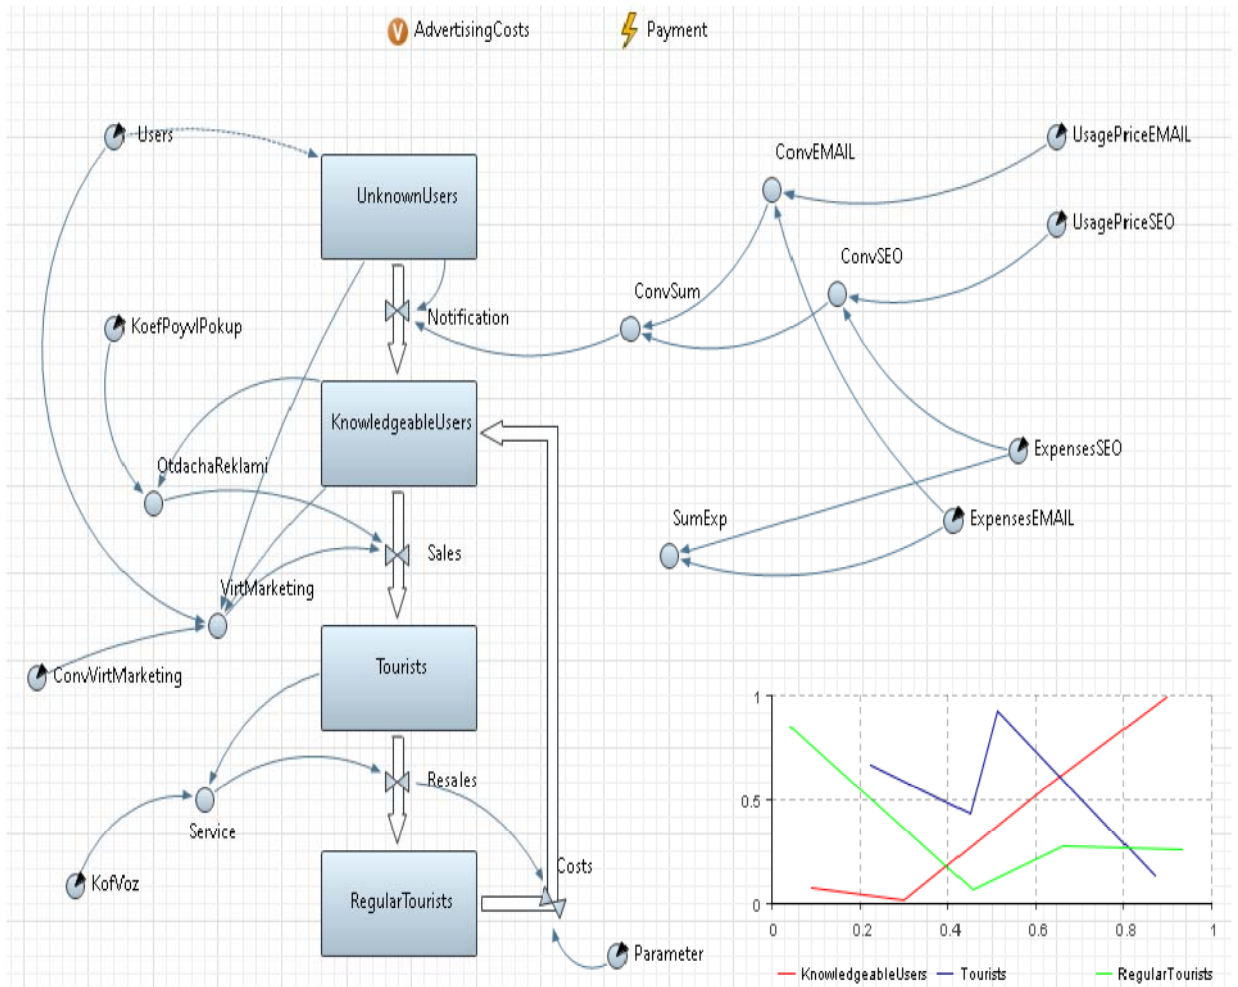 V AdvertisingCosts
Payment
Users
UsagePriceEMAIL
ConvEMAIL
UnknownUsers
UsagePriceSEO
ConvSEO
ConvSum
Notification
KoefPoyvlPokup
KnowledgeableUsers
ExpensesSEO
OtdachaReklami
ExpensesEMAIL
SumExp
Sales
VirtMarketing
Tourists
ConvVirtMarketing
Resales
Service
Costs
KofVoz
RegularTourists
Parameter
1
0.5
0
0 0.2 0.4 0.6 0.8 1
KnowledgeableUsers Tourists RegularTourists